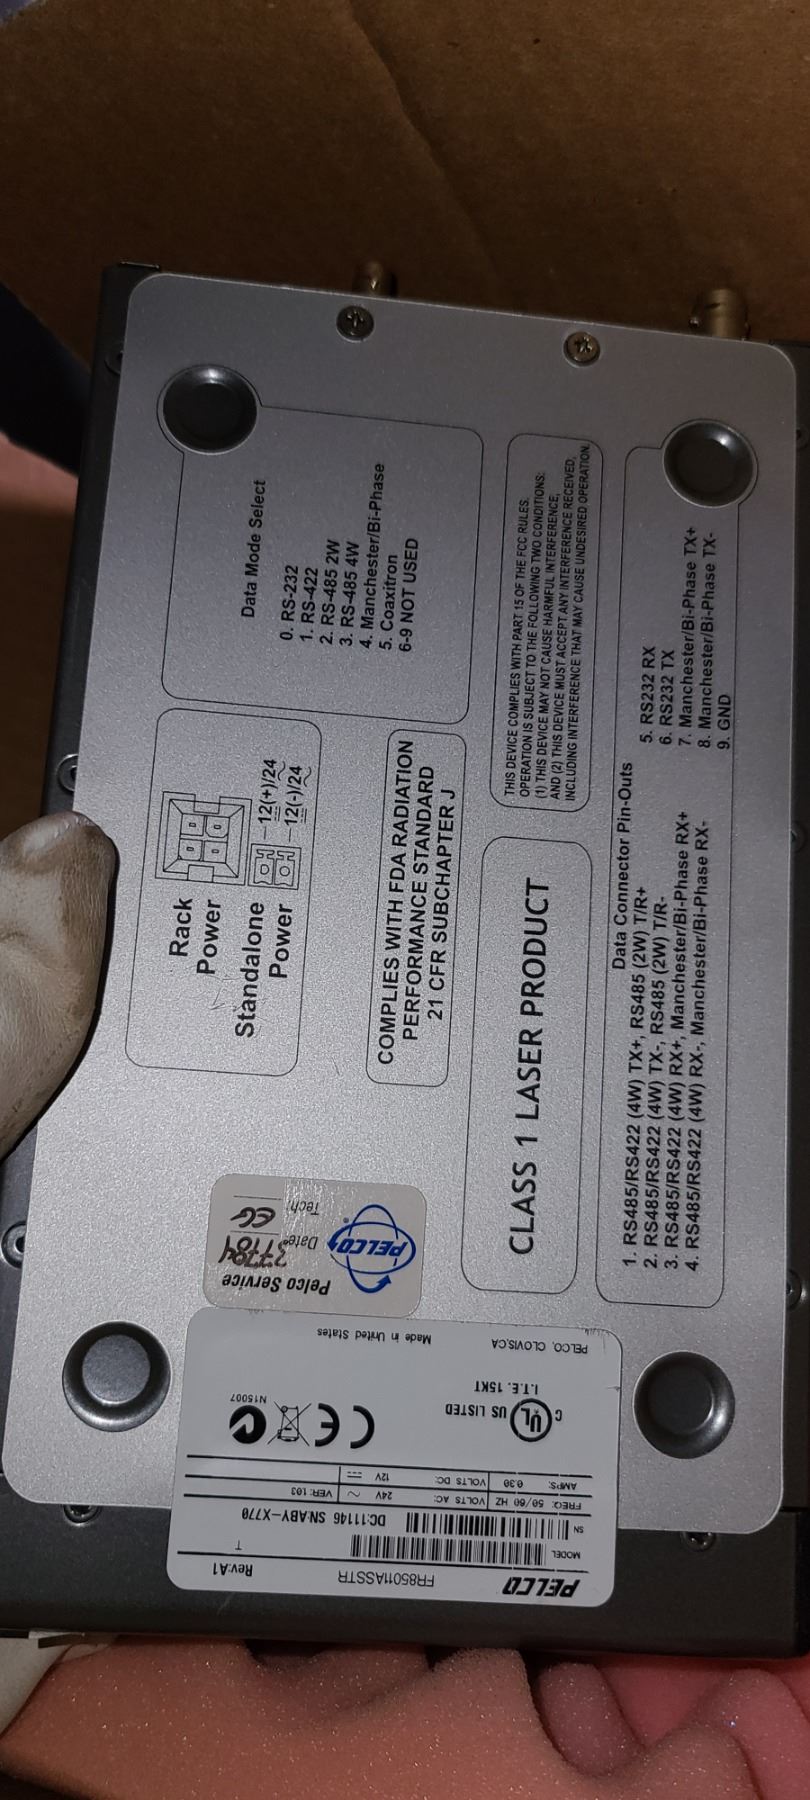 Rack
Power
Standalone
Power
12(+)/24
12(-)/24
Data Mode Select
0. RS-232
1. RS-422
2. RS-485 2W
3. RS-485 4W
4. Manchester/Bi-Phase
5. Coaxitron
6-9 NOT USED
COMPLIES WITH FDA RADIATION
PERFORMANCE STANDARD
21 CFR SUBCHAPTER J
CLASS 1 LASER PRODUCT
THIS DEVICE COMPLIES WITH PART 15 OF THE FCC RULES.
OPERATION IS SUBJECT TO THE FOLLOWING TWO CONDITIONS:
(1) THIS DEVICE MAY NOT CAUSE HARMFUL INTERFERENCE,
AND (2) THIS DEVICE MUST ACCEPT ANY INTERFERENCE RECEIVED,
INCLUDING INTERFERENCE THAT MAY CAUSE UNDESIRED OPERATION.
Data Connector Pin-Outs
1. RS485/RS422 (4W) TX+, RS485 (2W) T/R+
2. RS485/RS422 (4W) TX-, RS485 (2W) T/R-
3. RS485/RS422 (4W) RX+, Manchester/Bi-Phase RX+
4. RS485/RS422 (4W) RX-, Manchester/Bi-Phase RX-
5. RS232 RX
6. RS232 TX
7. Manchester/Bi-Phase TX+
8. Manchester/Bi-Phase TX-
9. GND
PELCO FR85011ASSTR Rev:A1
MODEL T
SN DC:11146 SN:ABY-X770
FREQ: 50/60 HZ VOLTS AC: 24V ~ VER: 103
AMPS: 0.30 VOLTS DC: 12V
C UL US LISTED
I.T.E. 15KT
CE
N15007
PELCO, CLOVIS,CA Made in United States
Pelco Service
PELCO®
Date 37784
Tech. EG